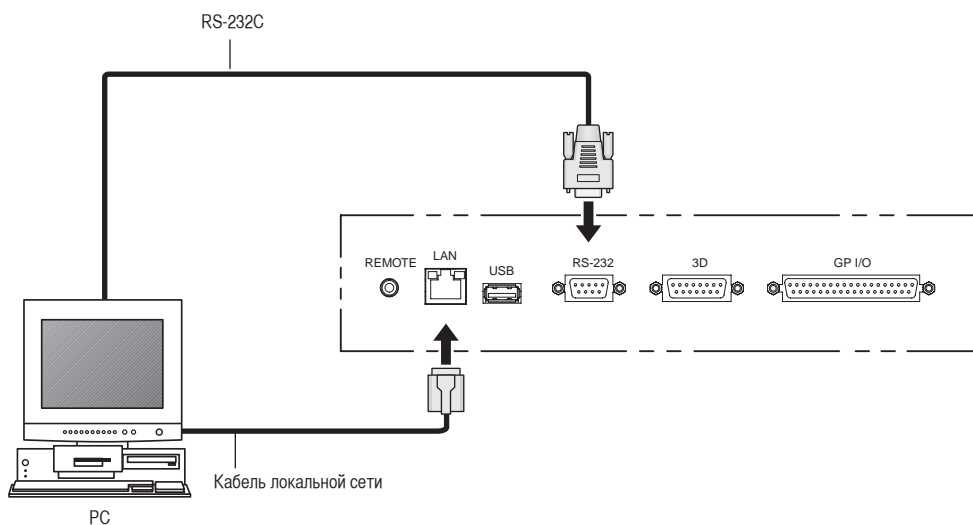 RS-232C
REMOTE
LAN
USB
RS-232
3D
GP I/O
Кабель локальной сети
PC